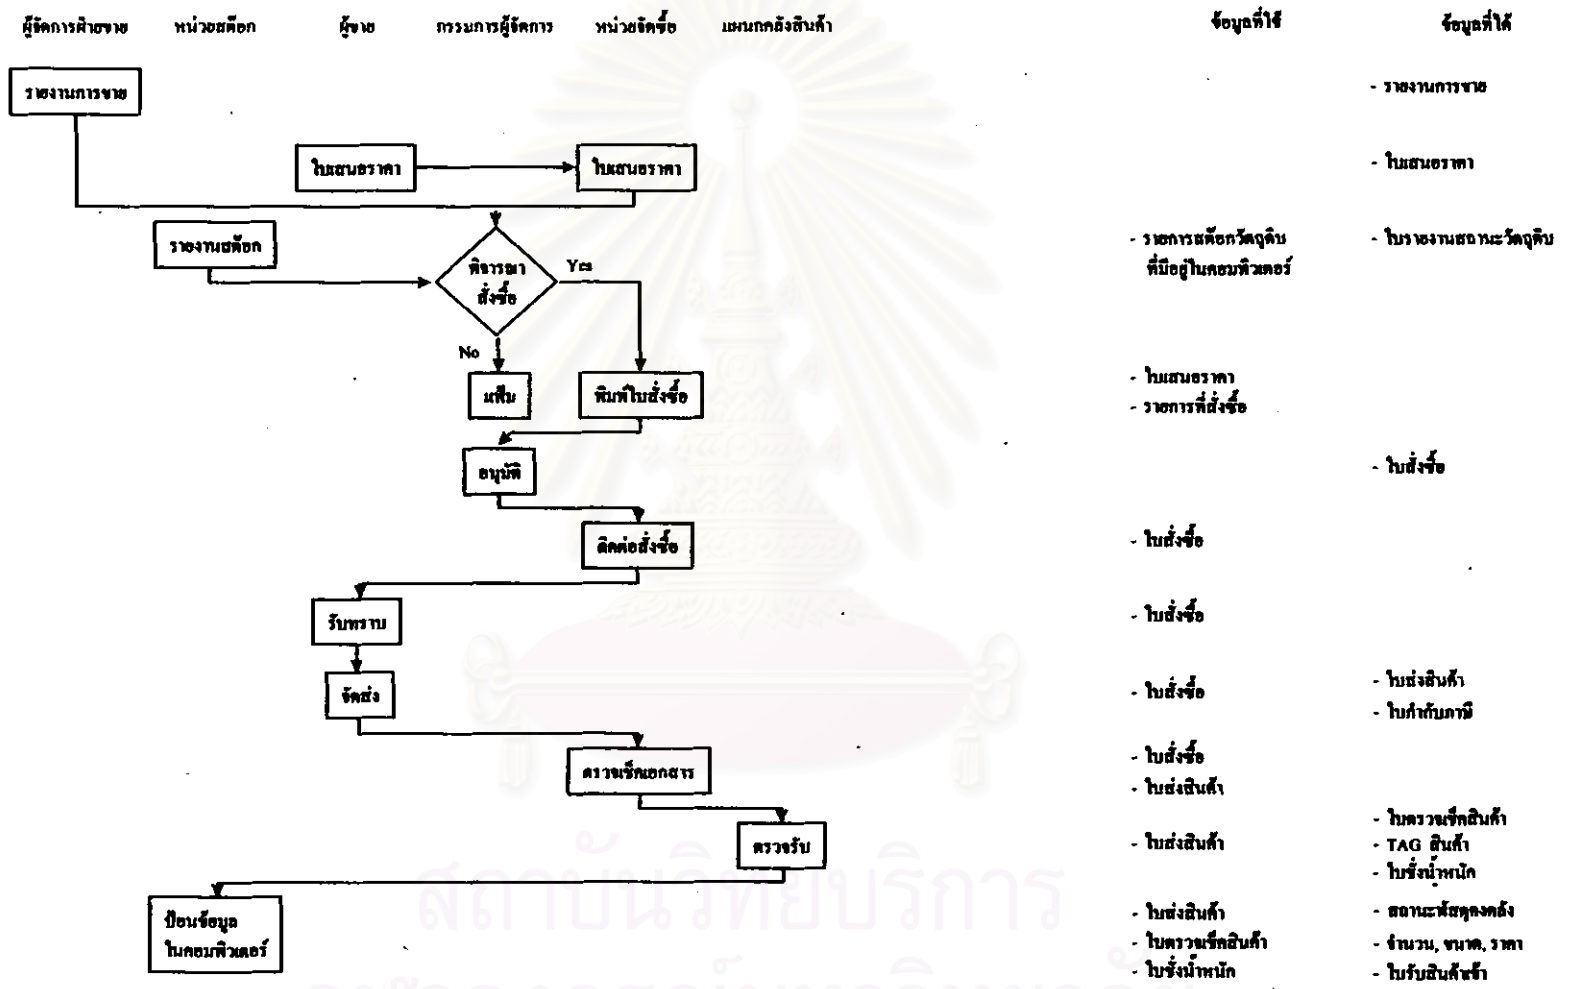 ผู้จัดการฝ่ายขาย หน่วยสต๊อก ผู้ขาย กรรมการผู้จัดการ หน่วยจัดซื้อ แผนกคลังสินค้า ข้อมูลที่ใช้ ข้อมูลที่ได้
รายงานการขาย - รายงานการขาย
ใบเสนอราคา ใบเสนอราคา - ใบเสนอราคา
รายงานสต๊อก
พิจารณา
สั่งซื้อ
Yes
No
- รายการสต๊อกวัตถุดิบ
ที่มีอยู่ในคอมพิวเตอร์
- ใบรายงานสถานะวัตถุดิบ
แฟ้ม พิมพ์ใบสั่งซื้อ
- ใบเสนอราคา
- รายการที่สั่งซื้อ
อนุมัติ - ใบสั่งซื้อ
ติดต่อสั่งซื้อ - ใบสั่งซื้อ
รับทราบ - ใบสั่งซื้อ
จัดส่ง - ใบสั่งซื้อ
- ใบส่งสินค้า
- ใบกำกับภาษี
ตรวจเช็คเอกสาร
- ใบสั่งซื้อ
- ใบส่งสินค้า
ตรวจรับ - ใบส่งสินค้า
- ใบตรวจเช็คสินค้า
- TAG สินค้า
- ใบชั่งน้ำหนัก
ป้อนข้อมูล
ในคอมพิวเตอร์
- ใบส่งสินค้า
- ใบตรวจเช็คสินค้า
- ใบชั่งน้ำหนัก
- สถานะพัสดุคงคลัง
- จำนวน, ขนาด, ราคา
- ใบรับสินค้าเข้า
สถาบันวิทยบริการ